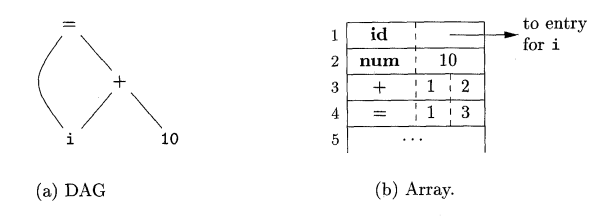 =
+
i
10
(a) DAG
1 id to entry for i
2 num 10
3 + 1 2
4 = 1 3
5 ...
(b) Array.